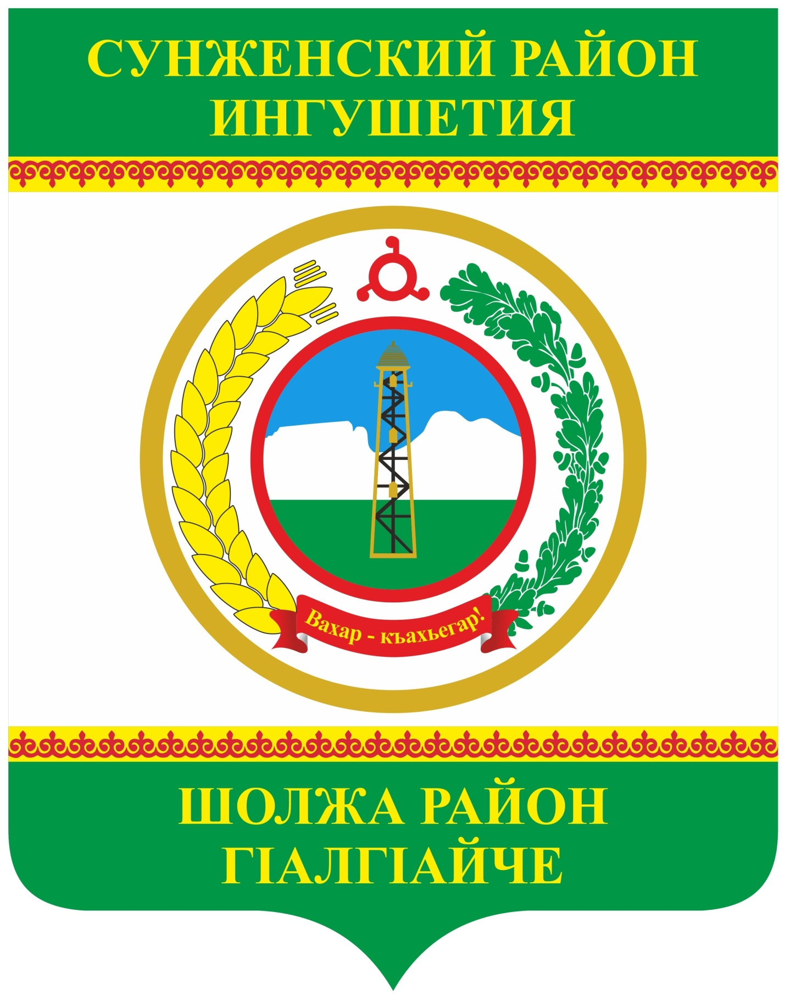 СУНЖЕНСКИЙ РАЙОН
ИНГУШЕТИЯ
Вахар - къахьегар!
ШОЛЖА РАЙОН
ГІАЛГІАЙЧЕ